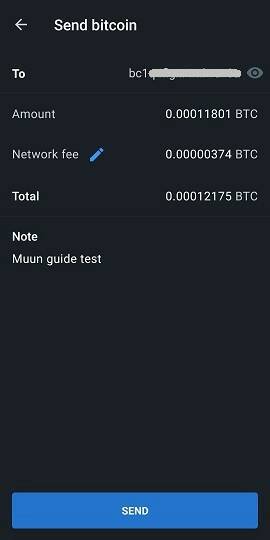 Send bitcoin
To bc1
Amount 0.00011801 BTC
Network fee 0.00000374 BTC
Total 0.00012175 BTC
Note
Muun guide test
SEND